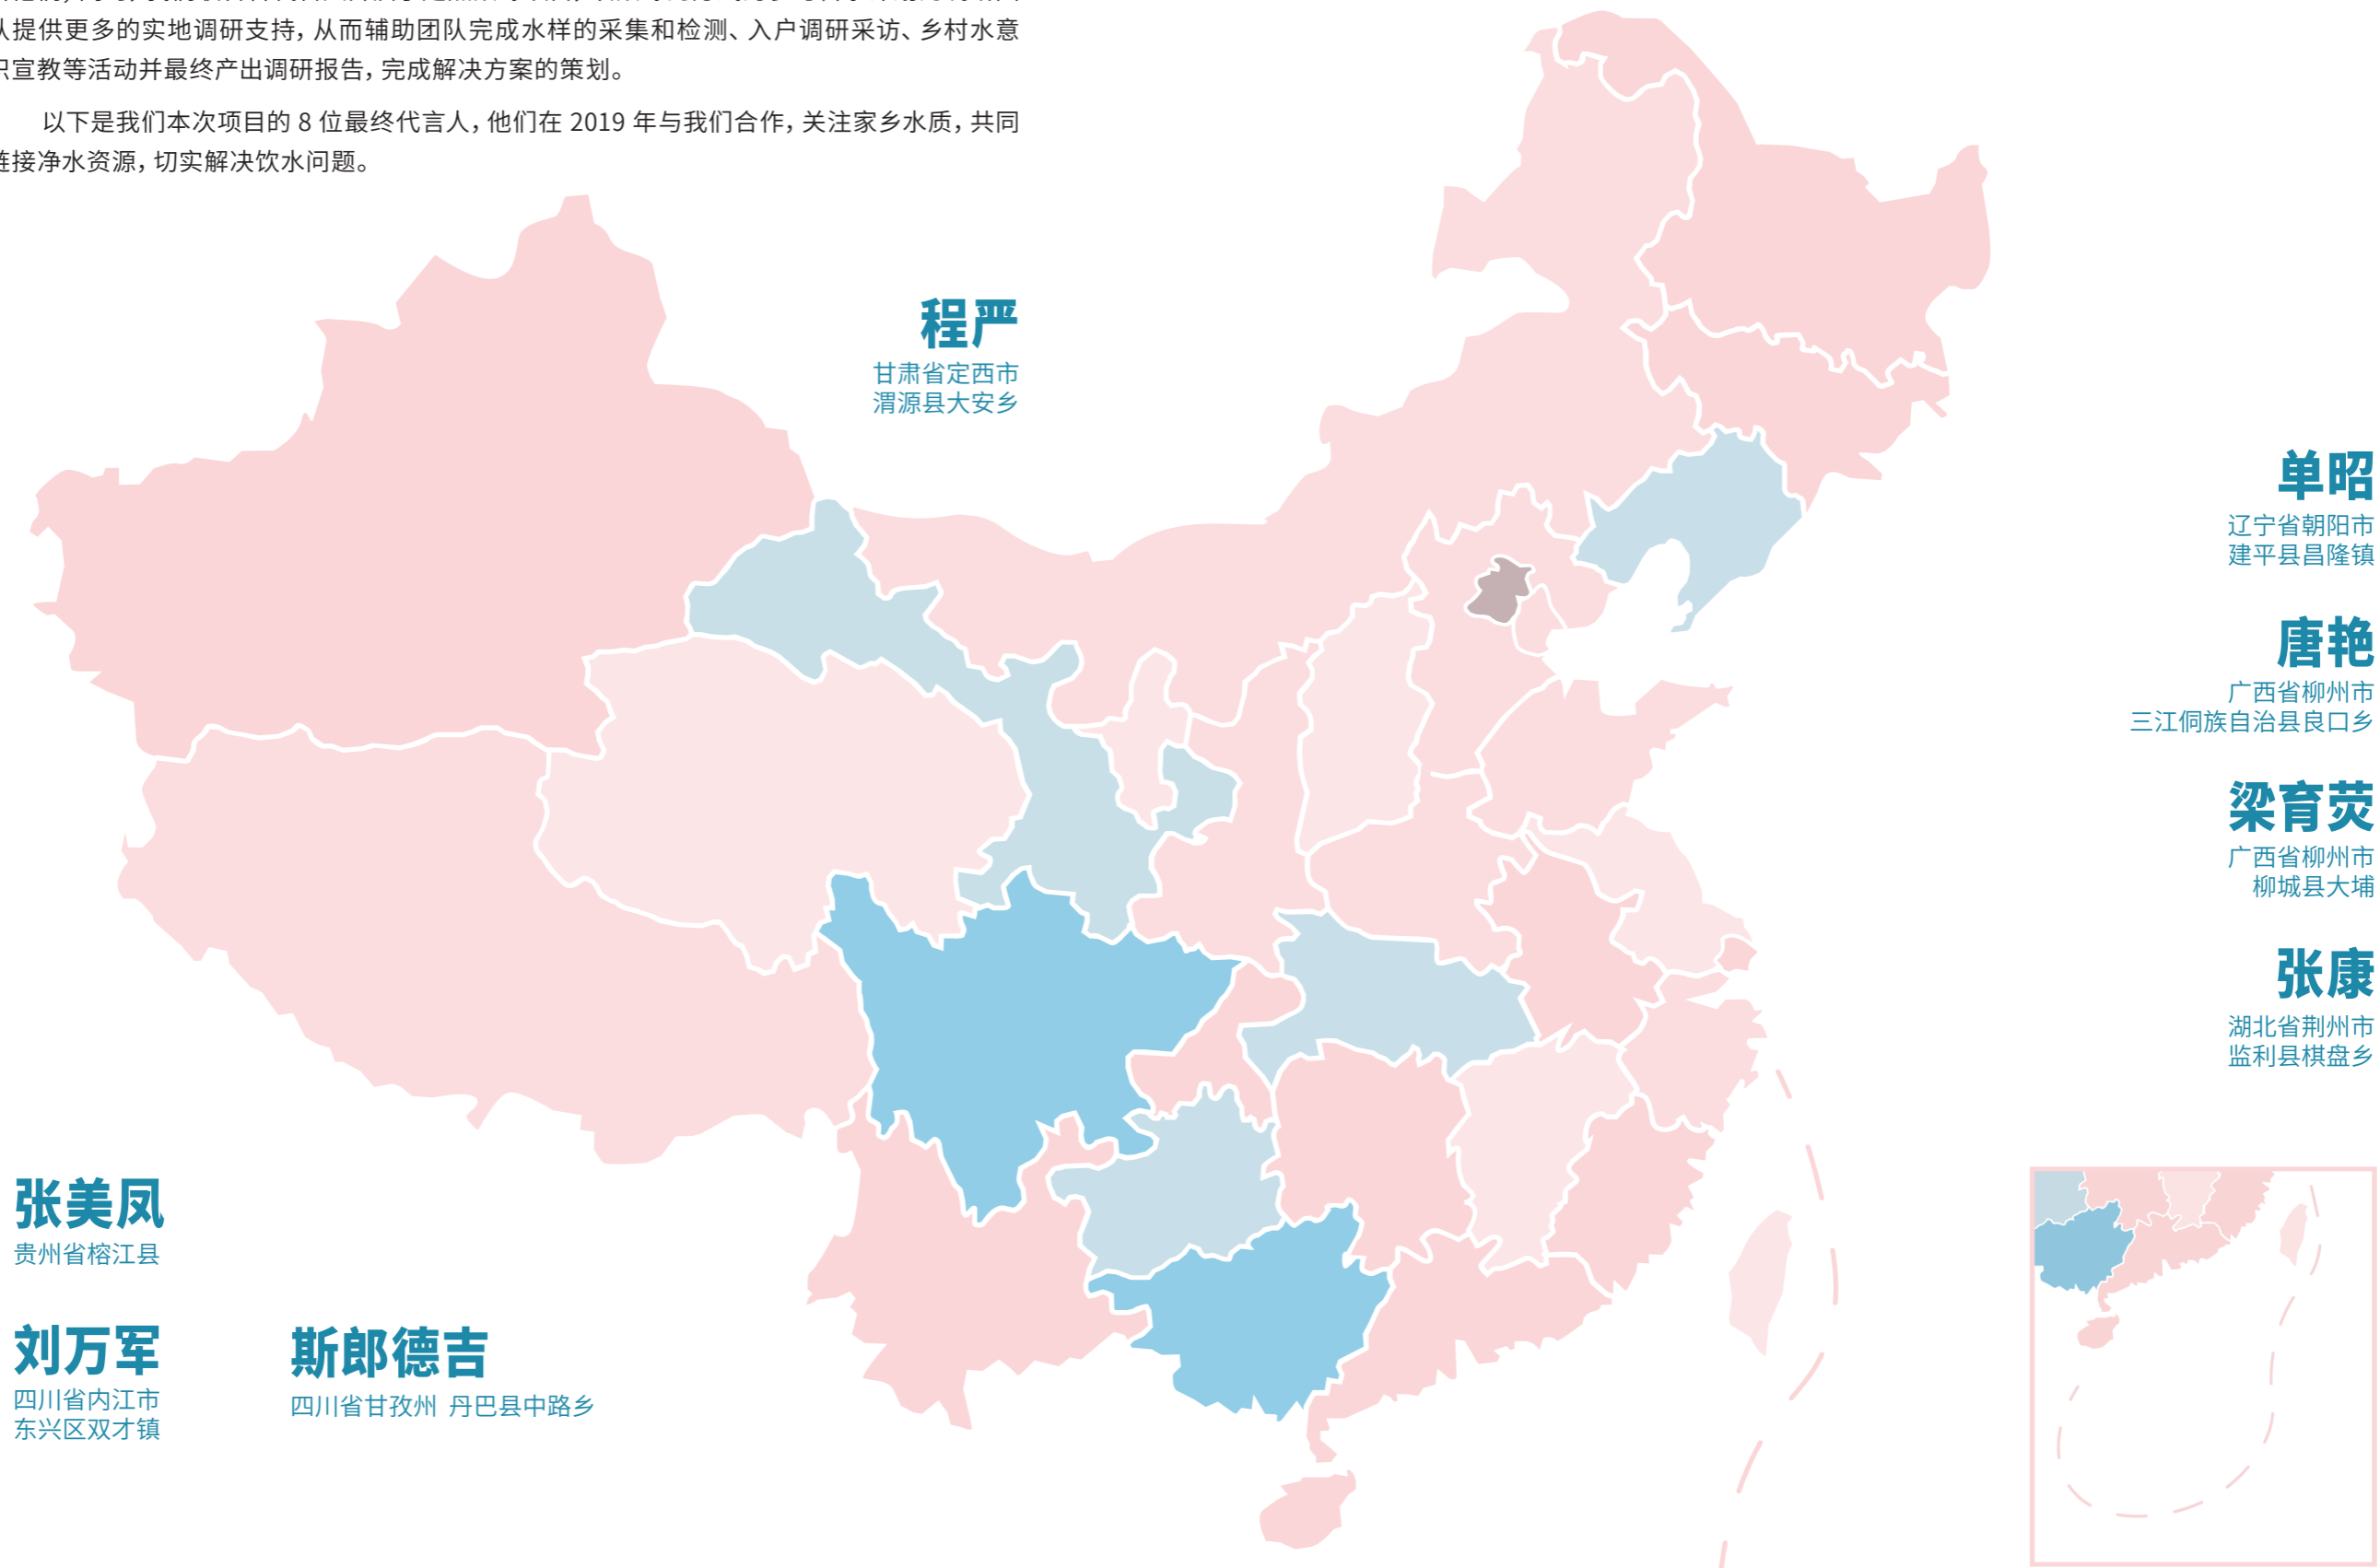 队提供更多的实地调研支持，从而辅助团队完成水样的采集和检测、入户调研采访、乡村水意
识宣教等活动并最终产出调研报告，完成解决方案的策划。
以下是我们本次项目的 8 位最终代言人，他们在 2019 年与我们合作，关注家乡水质，共同
链接净水资源，切实解决饮水问题。
程严
甘肃省定西市
渭源县大安乡
单昭
辽宁省朝阳市
建平县昌隆镇
唐艳
广西省柳州市
三江侗族自治县良口乡
梁育荧
广西省柳州市
柳城县大埔
张康
湖北省荆州市
监利县棋盘乡
张美凤
贵州省榕江县
刘万军
四川省内江市
东兴区双才镇
斯郎德吉
四川省甘孜州 丹巴县中路乡